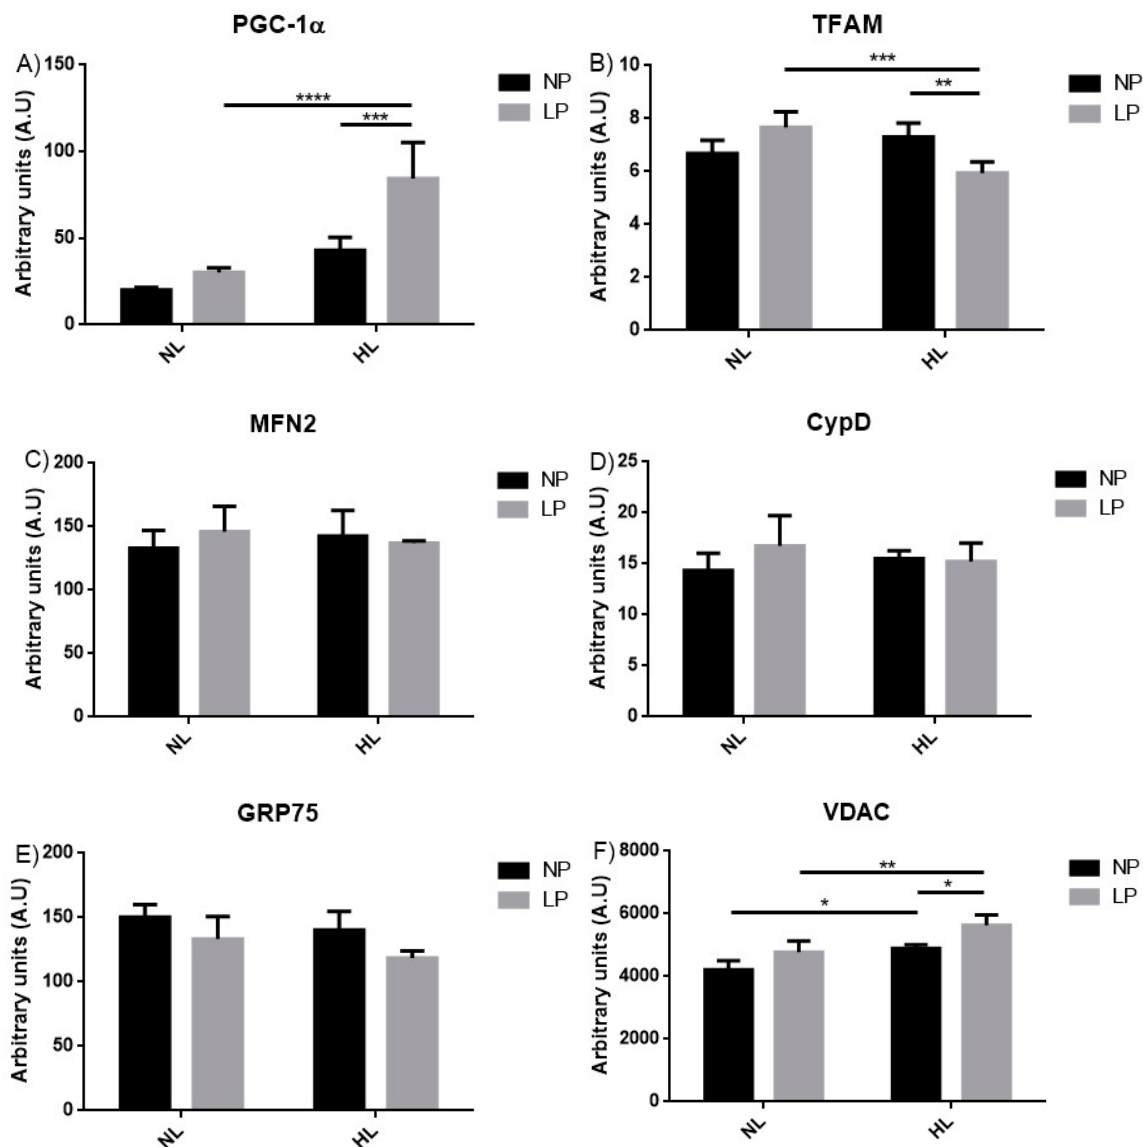 PGC-1α
A)
Arbitrary units (A.U)
150
100
50
0
****
***
NL
HL
NP
LP
TFAM
B)
Arbitrary units (A.U)
10
8
6
4
2
0
***
**
NL
HL
NP
LP
MFN2
C)
Arbitrary units (A.U)
200
150
100
50
0
NL
HL
NP
LP
CypD
D)
Arbitrary units (A.U)
25
20
15
10
5
0
NL
HL
NP
LP
GRP75
E)
Arbitrary units (A.U)
200
150
100
50
0
NL
HL
NP
LP
VDAC
F)
Arbitrary units (A.U)
8000
6000
4000
2000
0
**
*
*
NL
HL
NP
LP